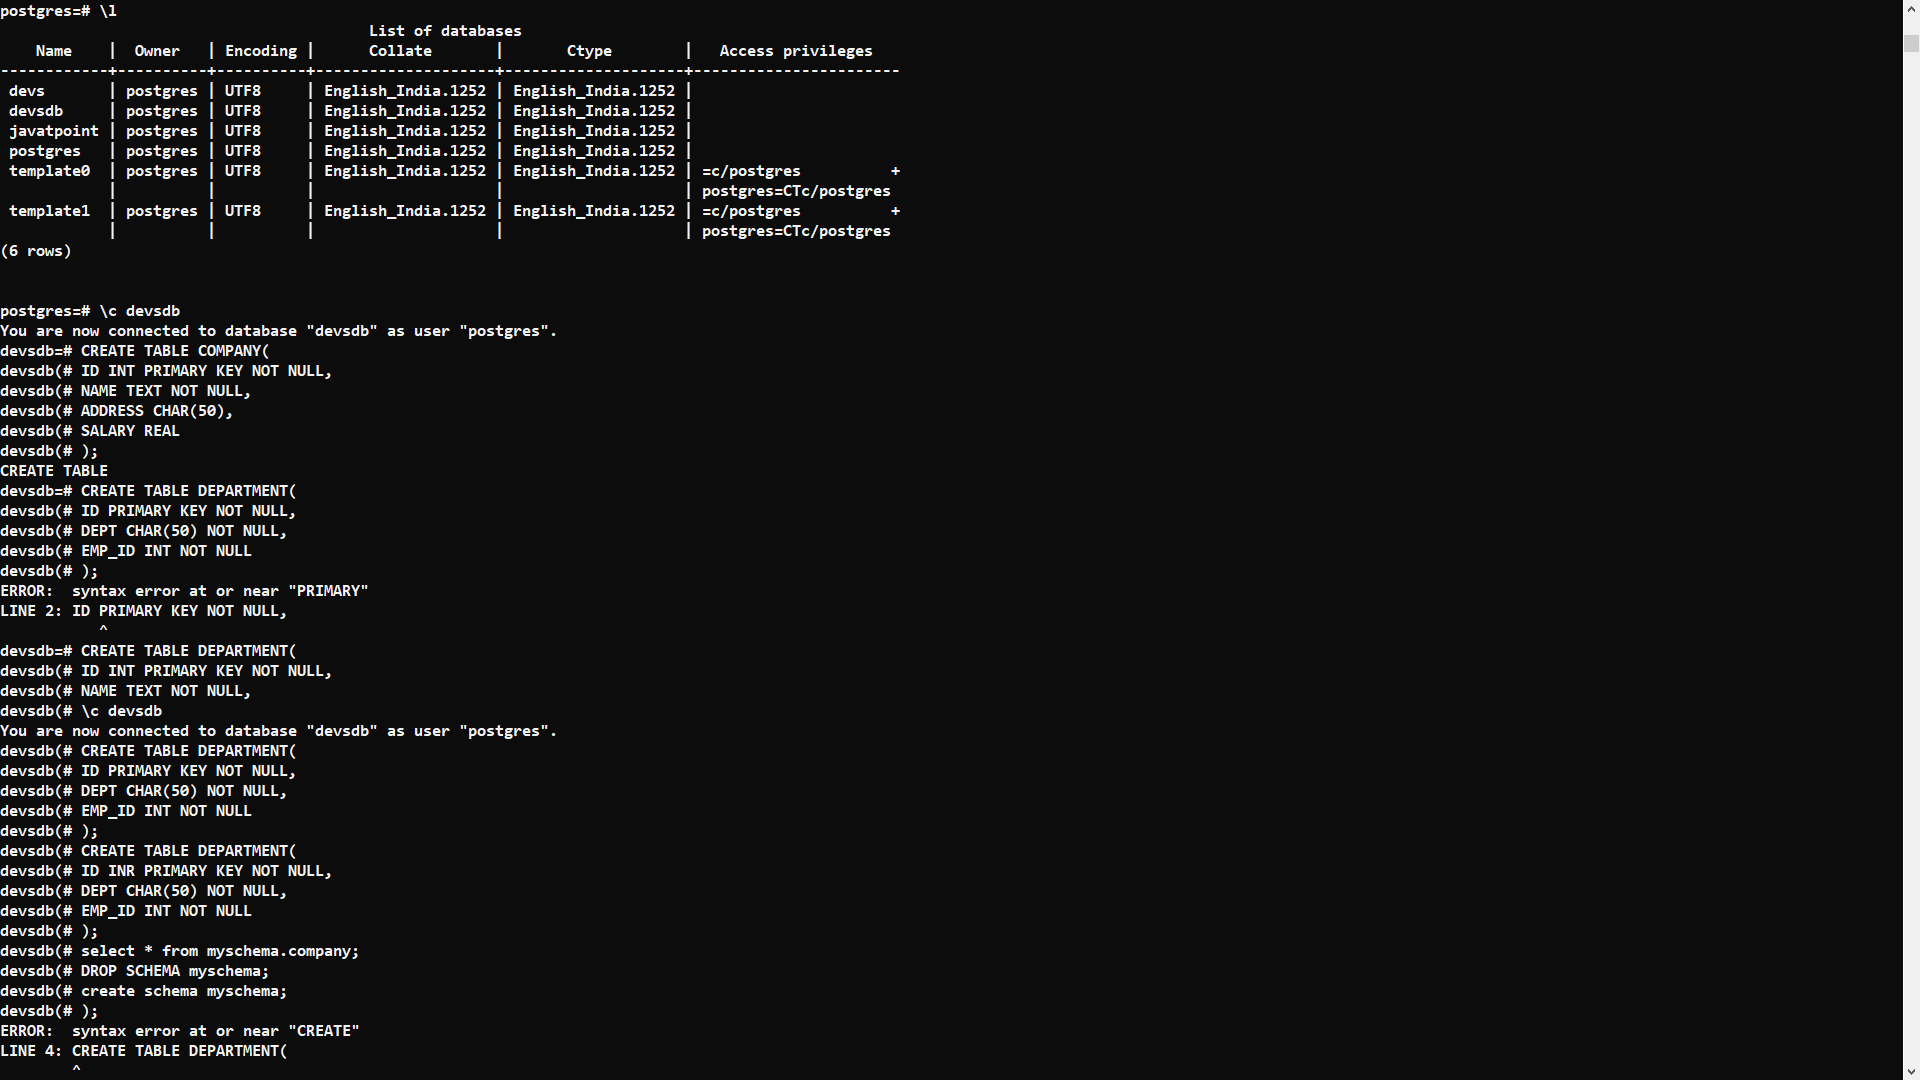 postgres=# \l
                                         List of databases
    Name    |  Owner   | Encoding |      Collate       |       Ctype        |   Access privileges
------------+----------+----------+--------------------+--------------------+-----------------------
 devs       | postgres | UTF8     | English_India.1252 | English_India.1252 |
 devsdb     | postgres | UTF8     | English_India.1252 | English_India.1252 |
 javatpoint | postgres | UTF8     | English_India.1252 | English_India.1252 |
 postgres   | postgres | UTF8     | English_India.1252 | English_India.1252 |
 template0  | postgres | UTF8     | English_India.1252 | English_India.1252 | =c/postgres          +
            |          |          |                    |                    | postgres=CTc/postgres
 template1  | postgres | UTF8     | English_India.1252 | English_India.1252 | =c/postgres          +
            |          |          |                    |                    | postgres=CTc/postgres
(6 rows)


postgres=# \c devsdb
You are now connected to database "devsdb" as user "postgres".
devsdb=# CREATE TABLE COMPANY(
devsdb(# ID INT PRIMARY KEY NOT NULL,
devsdb(# NAME TEXT NOT NULL,
devsdb(# ADDRESS CHAR(50),
devsdb(# SALARY REAL
devsdb(# );
CREATE TABLE
devsdb=# CREATE TABLE DEPARTMENT(
devsdb(# ID PRIMARY KEY NOT NULL,
devsdb(# DEPT CHAR(50) NOT NULL,
devsdb(# EMP_ID INT NOT NULL
devsdb(# );
ERROR:  syntax error at or near "PRIMARY"
LINE 2: ID PRIMARY KEY NOT NULL,
           ^
devsdb=# CREATE TABLE DEPARTMENT(
devsdb(# ID INT PRIMARY KEY NOT NULL,
devsdb(# NAME TEXT NOT NULL,
devsdb(# \c devsdb
You are now connected to database "devsdb" as user "postgres".
devsdb(# CREATE TABLE DEPARTMENT(
devsdb(# ID PRIMARY KEY NOT NULL,
devsdb(# DEPT CHAR(50) NOT NULL,
devsdb(# EMP_ID INT NOT NULL
devsdb(# );
devsdb(# CREATE TABLE DEPARTMENT(
devsdb(# ID INR PRIMARY KEY NOT NULL,
devsdb(# DEPT CHAR(50) NOT NULL,
devsdb(# EMP_ID INT NOT NULL
devsdb(# );
devsdb(# select * from myschema.company;
devsdb(# DROP SCHEMA myschema;
devsdb(# create schema myschema;
devsdb(# );
ERROR:  syntax error at or near "CREATE"
LINE 4: CREATE TABLE DEPARTMENT(
        ^